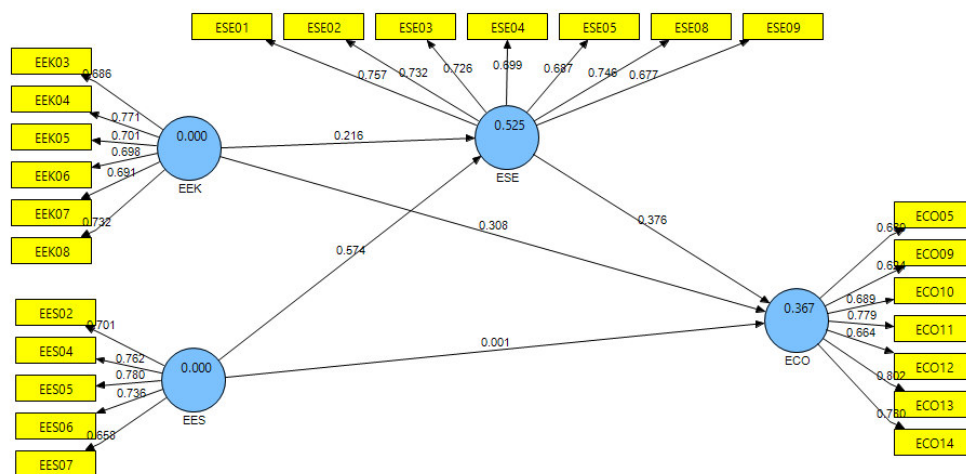 ESE01 ESE02 ESE03 ESE04 ESE05 ESE08 ESE09
0.757 0.732 0.726 0.699 0.687 0.746 0.677
EEK03
0.686
EEK04
0.771
EEK05
0.701
EEK06
0.698
EEK07
0.691
EEK08
0.732
0.000
EEK
0.216
0.525
ESE
0.574
0.308
0.376
0.001
EES02
0.701
EES04
0.762
EES05
0.780
EES06
0.736
EES07
0.000
EES
0.367
ECO
ECO05
ECO09
ECO10
0.689
ECO11
0.779
ECO12
0.664
ECO13
0.802
ECO14